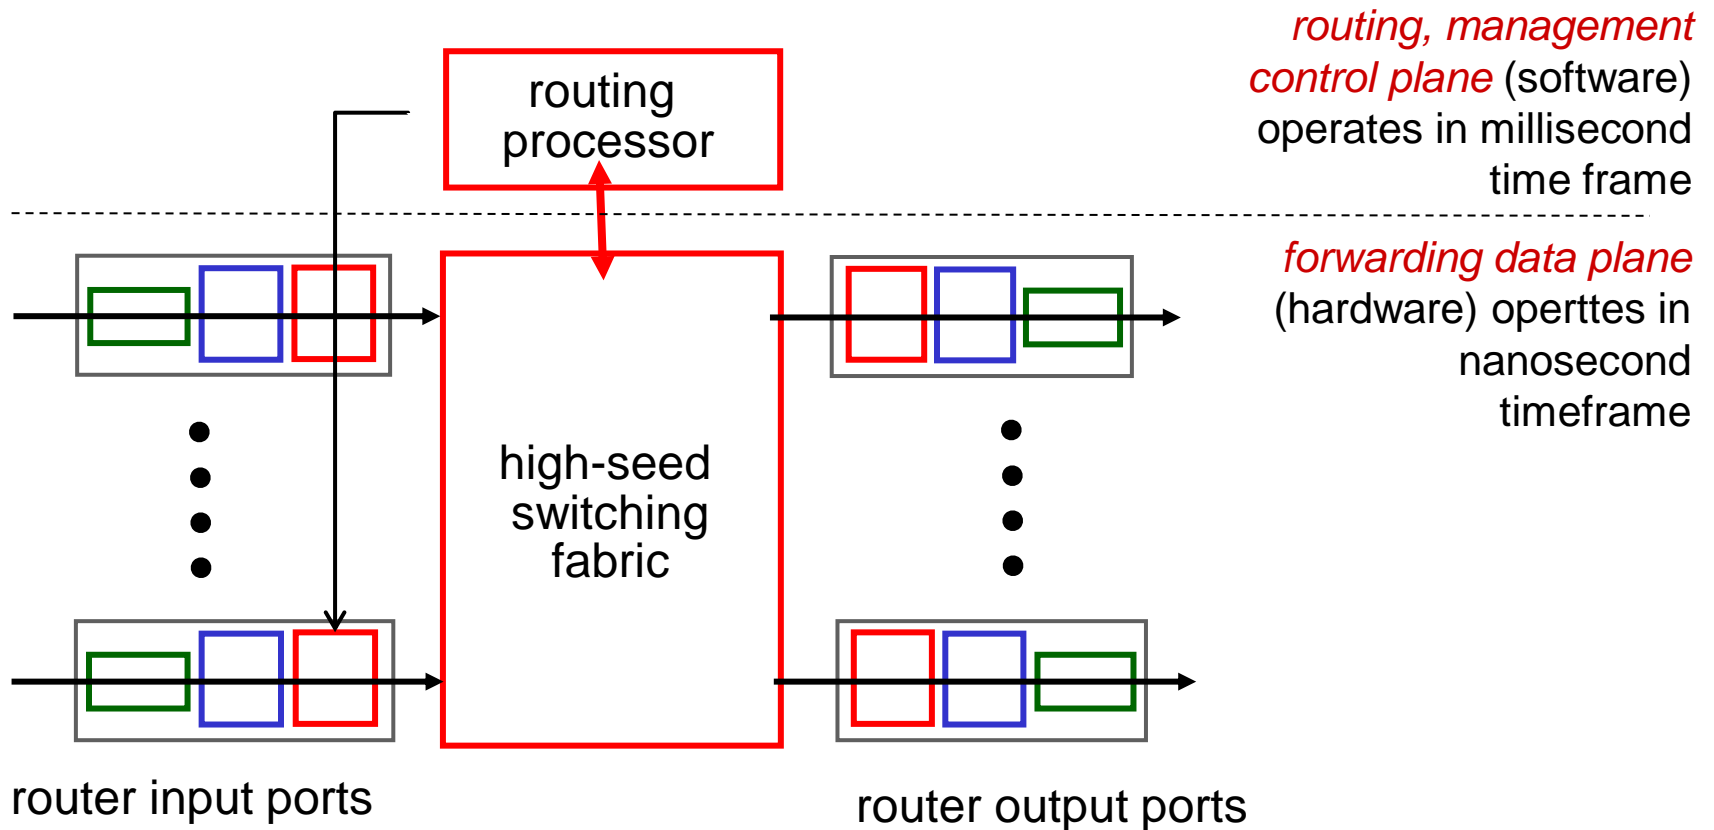 routing, management
control plane (software)
operates in millisecond
time frame
routing
processor
forwarding data plane
(hardware) operttes in
nanosecond
timeframe
high-seed
switching
fabric
router input ports
router output ports